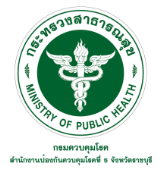 กระทรวงสาธารณสุข
MINISTRY OF PUBLIC HEALTH
กรมควบคุมโรค
สำนักงานป้องกันควบคุมโรคที่ 5 จังหวัดราชบุรี